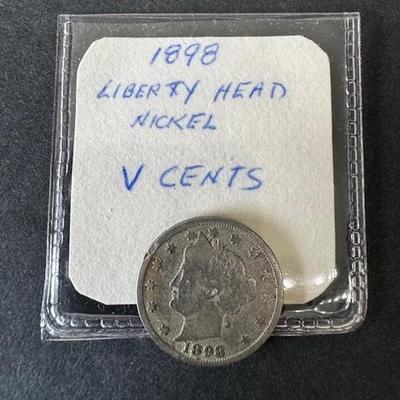 1898
LIBERTY HEAD
NICKEL
V CENTS
1898